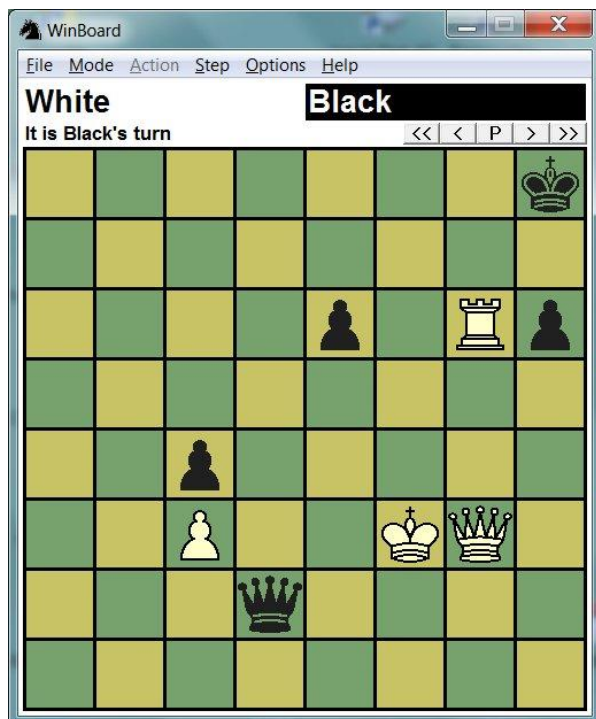 WinBoard
File Mode Action Step Options Help
White Black
It is Black's turn << < P > >>